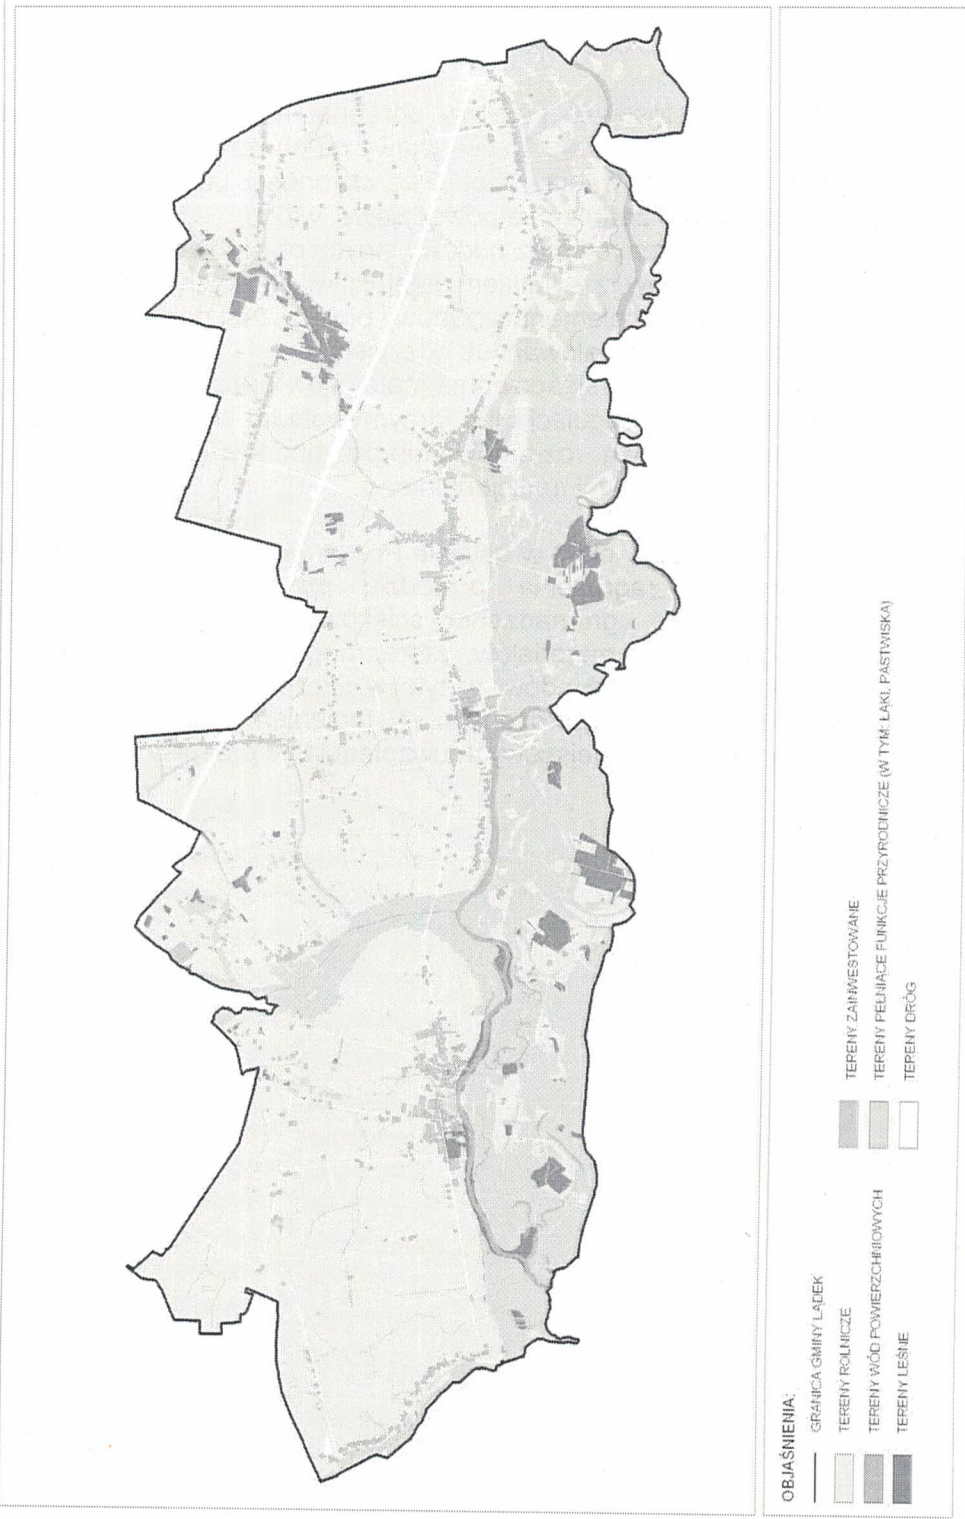 OBJAŚNIENIA:
GRANICA GMINY LĄDEK
TERENY ROLNICZE
TERENY WÓD POWIERZCHNIOWYCH
TERENY LEŚNE
TERENY ZAINWESTOWANE
TERENY PEŁNIĄCE FUNKCJE PRZYRODNICZE (W TYM: ŁĄKI, PASTWISKA)
TERENY DRÓG